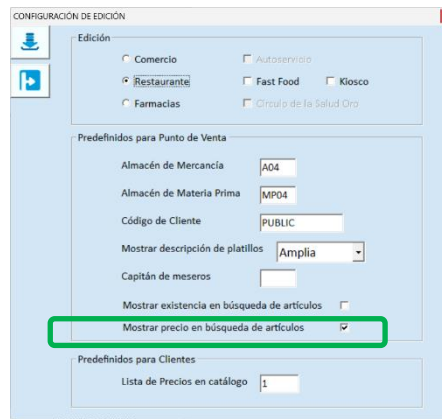 CONFIGURACIÓN DE EDICIÓN
Edición
Comercio Autoservicio
Restaurante Fast Food Kiosco
Farmacias Círculo de la Salud Oro
Predefinidos para Punto de Venta
Almacén de Mercancía A04
Almacén de Materia Prima MP04
Código de Cliente PUBLIC
Mostrar descripción de platillos Amplia
Capitán de meseros
Mostrar existencia en búsqueda de artículos
Mostrar precio en búsqueda de artículos
Predefinidos para Clientes
Lista de Precios en catálogo 1